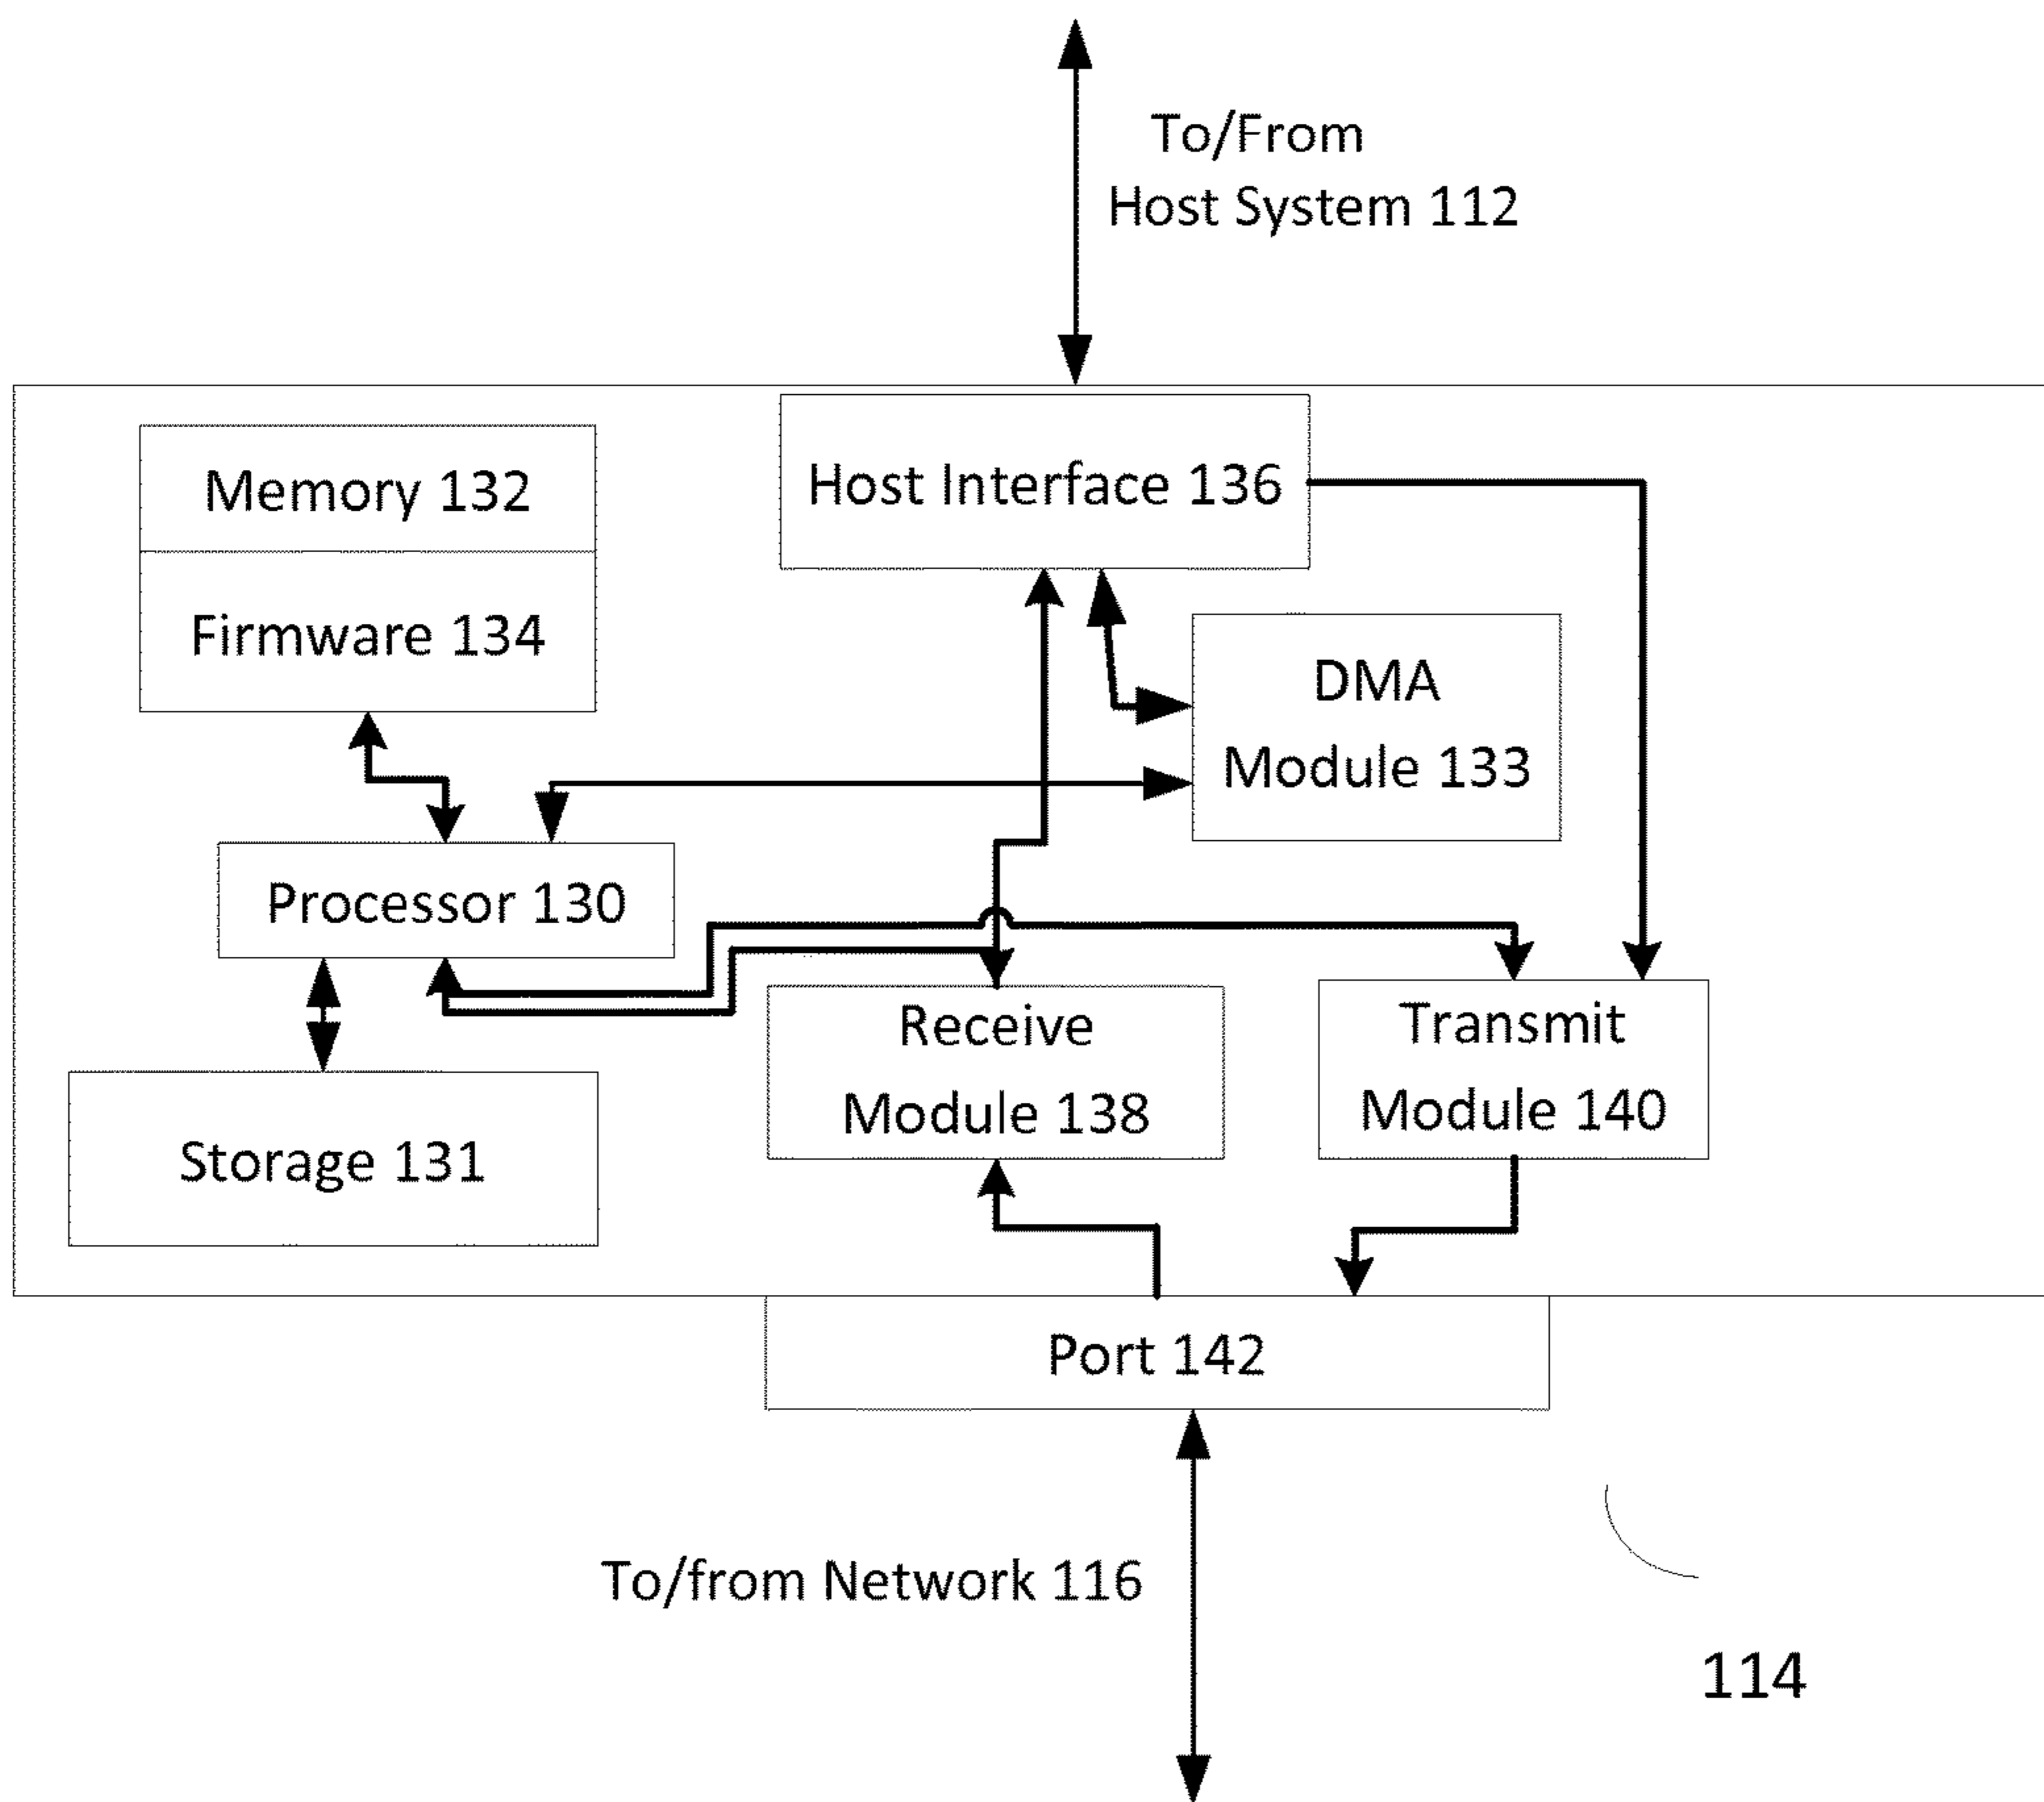 To/From
Host System 112
Memory 132
Host Interface 136
Firmware 134
DMA
Module 133
Processor 130
Receive
Module 138
Transmit
Module 140
Storage 131
Port 142
To/from Network 116
114